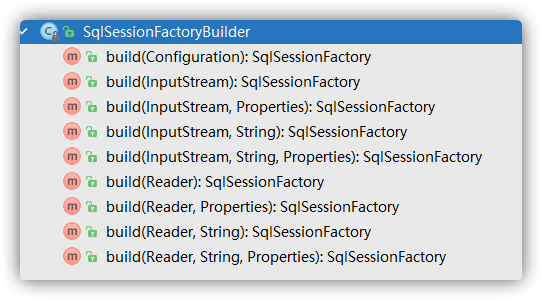 SqlSessionFactoryBuilder
build(Configuration): SqlSessionFactory
build(InputStream): SqlSessionFactory
build(InputStream, Properties): SqlSessionFactory
build(InputStream, String): SqlSessionFactory
build(InputStream, String, Properties): SqlSessionFactory
build(Reader): SqlSessionFactory
build(Reader, Properties): SqlSessionFactory
build(Reader, String): SqlSessionFactory
build(Reader, String, Properties): SqlSessionFactory